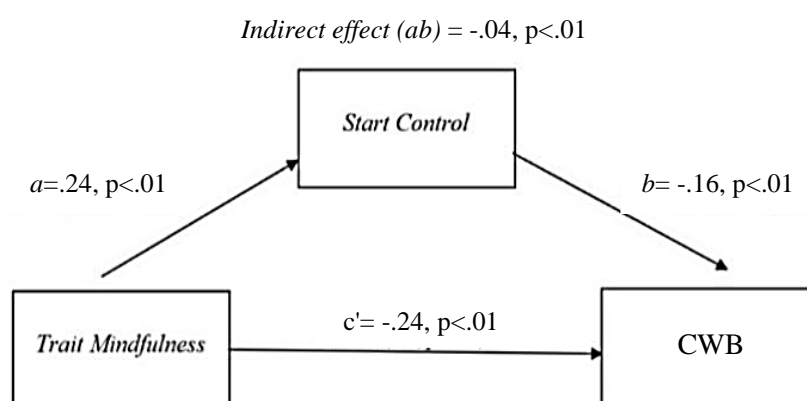 Indirect effect (ab) = -.04, p<.01
Start Control
a=.24, p<.01
b= -.16, p<.01
c'= -.24, p<.01
Trait Mindfulness
CWB